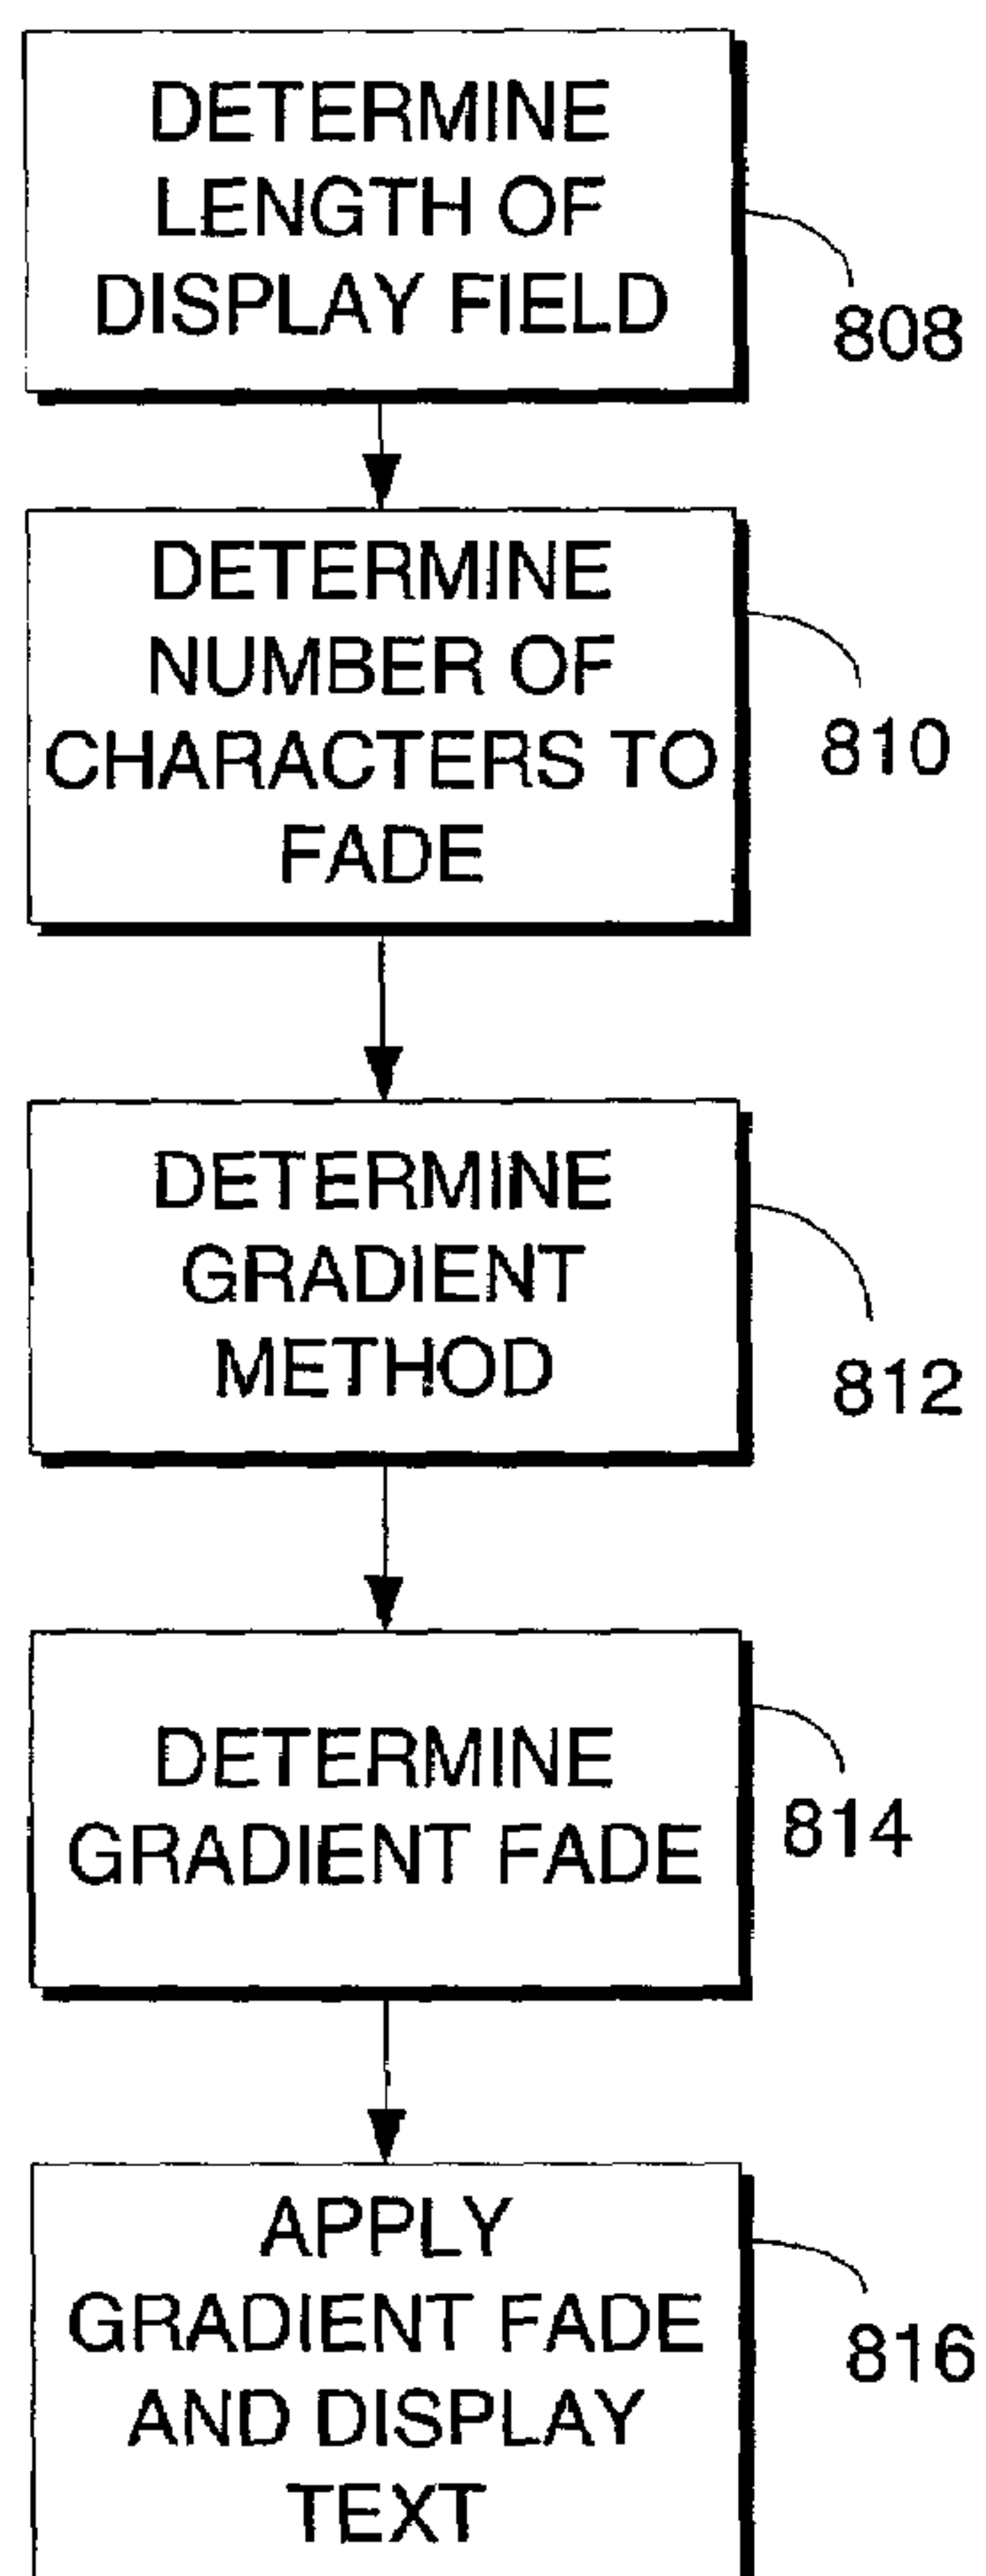 DETERMINE
LENGTH OF
DISPLAY FIELD
808
DETERMINE
NUMBER OF
CHARACTERS TO
FADE
810
DETERMINE
GRADIENT
METHOD
812
DETERMINE
GRADIENT FADE
814
APPLY
GRADIENT FADE
AND DISPLAY
TEXT
816